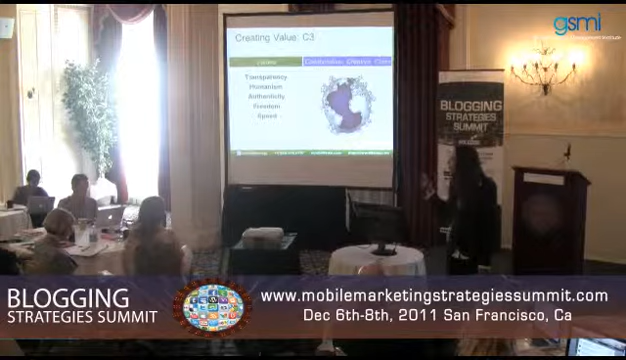 gsmi
Creating Value: C3
Transparency
Humanism
Authenticity
Freedom
Speed
BLOGGING
STRATEGIES
SUMMIT
BLOGGING
STRATEGIES SUMMIT
www.mobilemarketingstrategiessummit.com
Dec 6th-8th, 2011 San Francisco, Ca